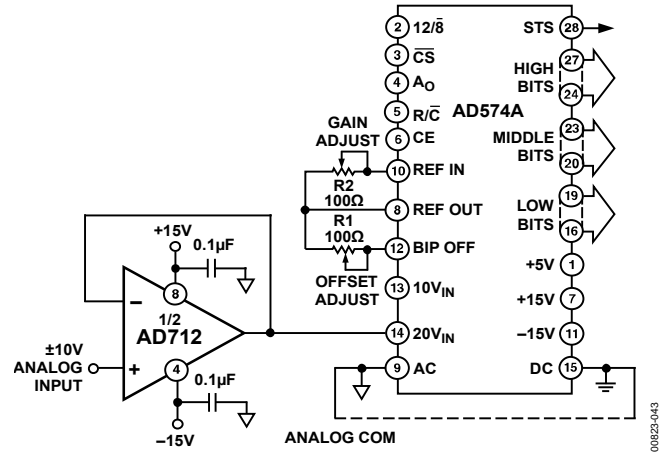 2 12/8̅
3 C̅S̅
4 AO
5 R/C̅
6 CE
10 REF IN
8 REF OUT
12 BIP OFF
13 10VIN
14 20VIN
9 AC
AD574A
STS 28
HIGH
BITS
27
24
MIDDLE
BITS
23
20
LOW
BITS
19
16
+5V 1
+15V 7
–15V 11
DC 15
GAIN
ADJUST
R2
100Ω
R1
100Ω
OFFSET
ADJUST
+15V
0.1µF
8
1/2
AD712
–
+
±10V
ANALOG
INPUT
4
0.1µF
–15V
ANALOG COM
00823-043